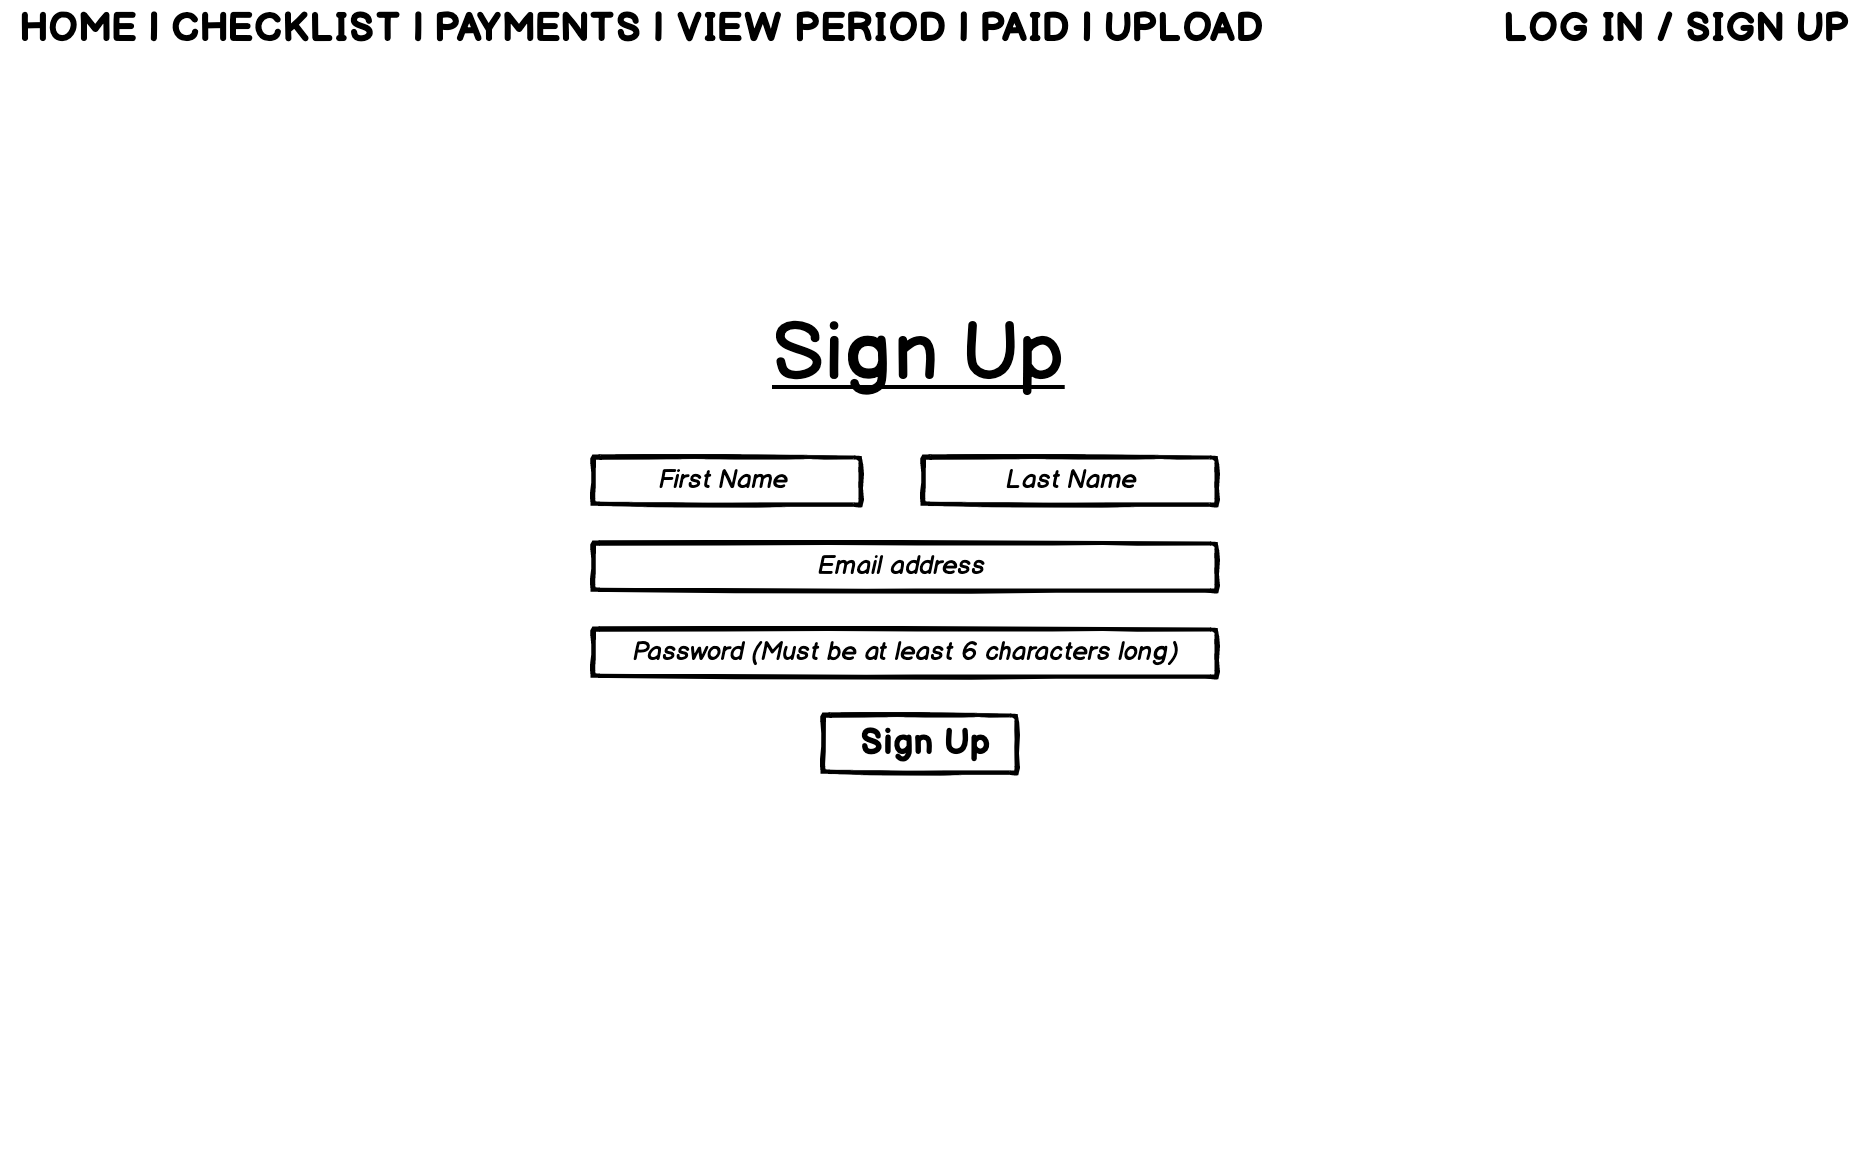 HOME | CHECKLIST | PAYMENTS | VIEW PERIOD | PAID | UPLOAD LOG IN / SIGN UP
Sign Up
First Name Last Name
Email address
Password (Must be at least 6 characters long)
Sign Up